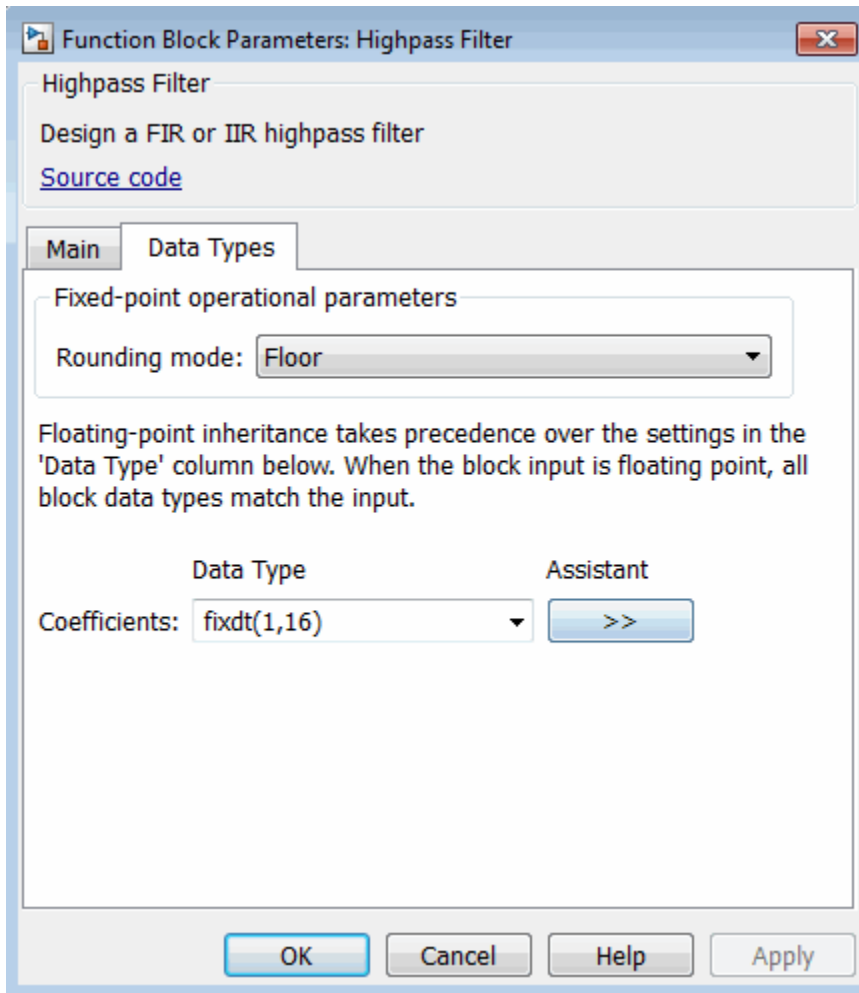 Function Block Parameters: Highpass Filter
Highpass Filter
Design a FIR or IIR highpass filter
Source code
Main Data Types
Fixed-point operational parameters
Rounding mode: Floor
Floating-point inheritance takes precedence over the settings in the
'Data Type' column below. When the block input is floating point, all
block data types match the input.
Data Type Assistant
Coefficients: fixdt(1,16) >>
OK Cancel Help Apply